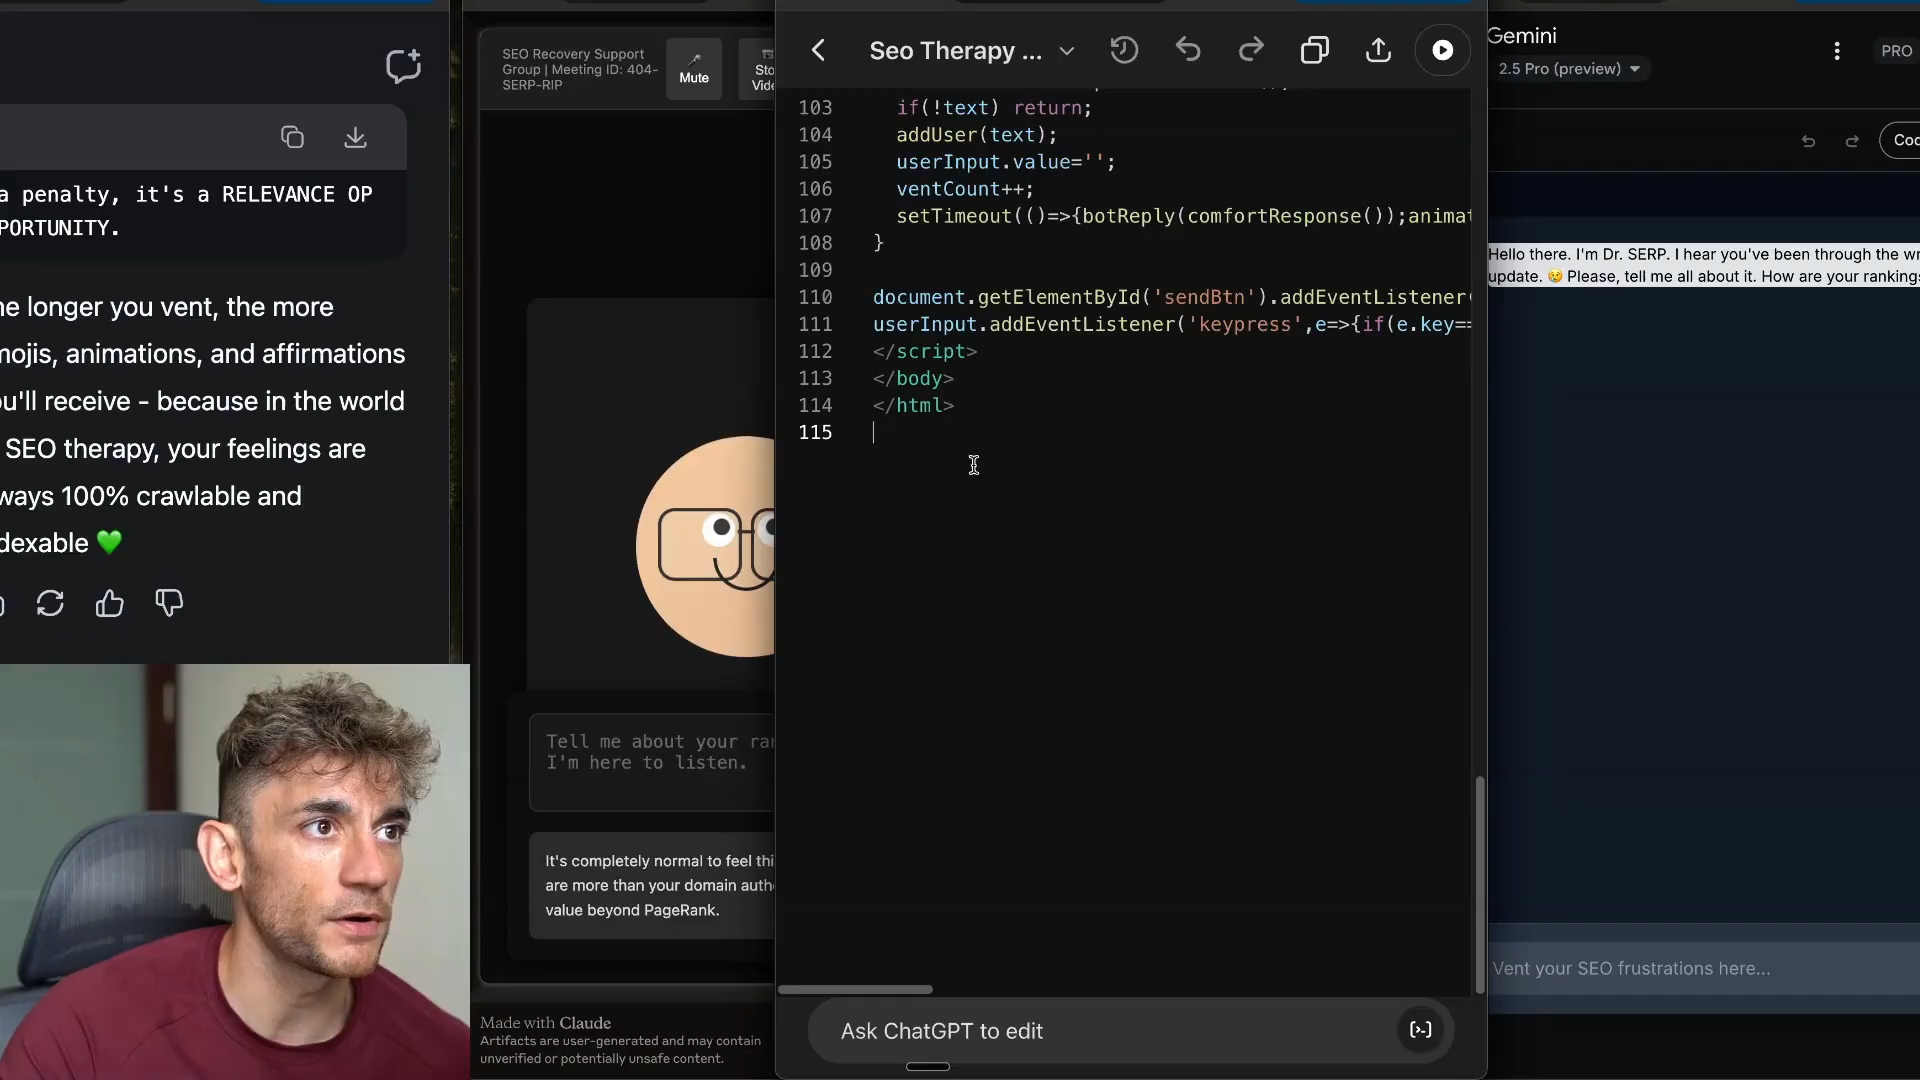 a penalty, it's a RELEVANCE OP
PORTUNITY.
he longer you vent, the more
mojis, animations, and affirmations
ou'll receive - because in the world
SEO therapy, your feelings are
ways 100% crawlable and
dexable 💚
SEO Recovery Support
Group | Meeting ID: 404-
SERP-RIP
Mute
Sto
Vide
Tell me about your ran
I'm here to listen.
It's completely normal to feel thi
are more than your domain autho
value beyond PageRank.
Made with Claude
Artifacts are user-generated and may contain
unverified or potentially unsafe content.
Seo Therapy ...
103 if(!text) return;
104 addUser(text);
105 userInput.value='';
106 ventCount++;
107 setTimeout(()=>{botReply(comfortResponse());animat
108 }
109
110 document.getElementById('sendBtn').addEventListener(
111 userInput.addEventListener('keypress',e=>{if(e.key==
112 </script>
113 </body>
114 </html>
115
Ask ChatGPT to edit
Gemini
2.5 Pro (preview)
PRO
Cod
Hello there. I'm Dr. SERP. I hear you've been through the wr
update. 😢 Please, tell me all about it. How are your rankings
Vent your SEO frustrations here...